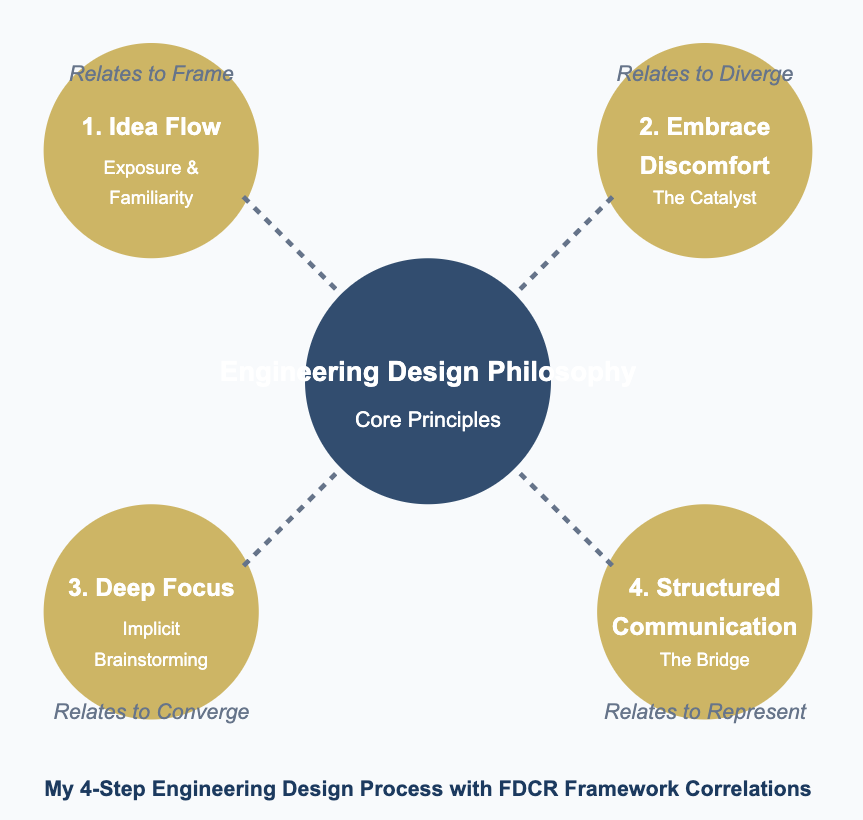 Relates to Frame
1. Idea Flow
Exposure &
Familiarity
Relates to Diverge
2. Embrace
Discomfort
The Catalyst
Engineering Design Philosophy
Core Principles
3. Deep Focus
Implicit
Brainstorming
Relates to Converge
4. Structured
Communication
The Bridge
Relates to Represent
My 4-Step Engineering Design Process with FDCR Framework Correlations